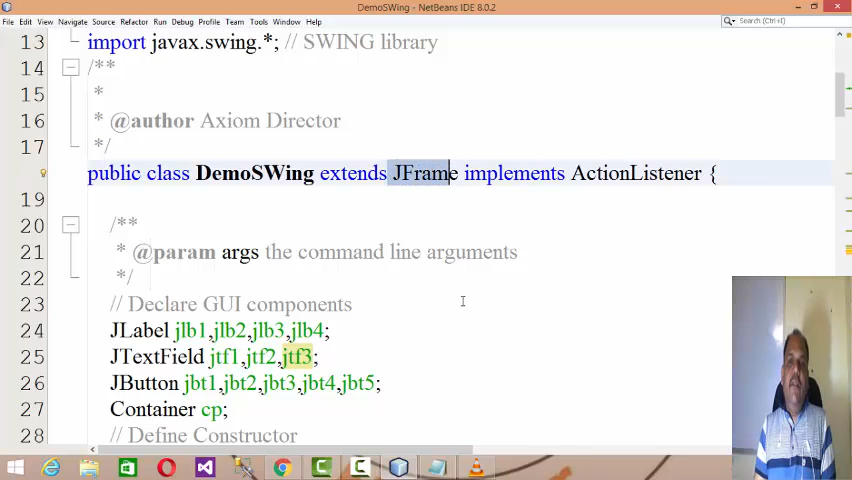 DemoSWing - NetBeans IDE 8.0.2
File Edit View Navigate Source Refactor Run Debug Profile Team Tools Window Help
Search (Ctrl+I)
13 import javax.swing.*; // SWING library
14 /**
15 *
16 * @author Axiom Director
17 */
public class DemoSWing extends JFrame implements ActionListener {
19
20 /**
21 * @param args the command line arguments
22 */
23 // Declare GUI components
24 JLabel jlb1,jlb2,jlb3,jlb4;
25 JTextField jtf1,jtf2,jtf3;
26 JButton jbt1,jbt2,jbt3,jbt4,jbt5;
27 Container cp;
28 // Define Constructor